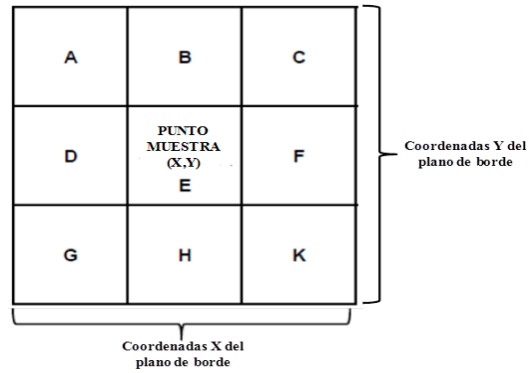 A B C
PUNTO
MUESTRA
(X,Y)
D E F
Coordenadas Y del
plano de borde
G H K
Coordenadas X del
plano de borde